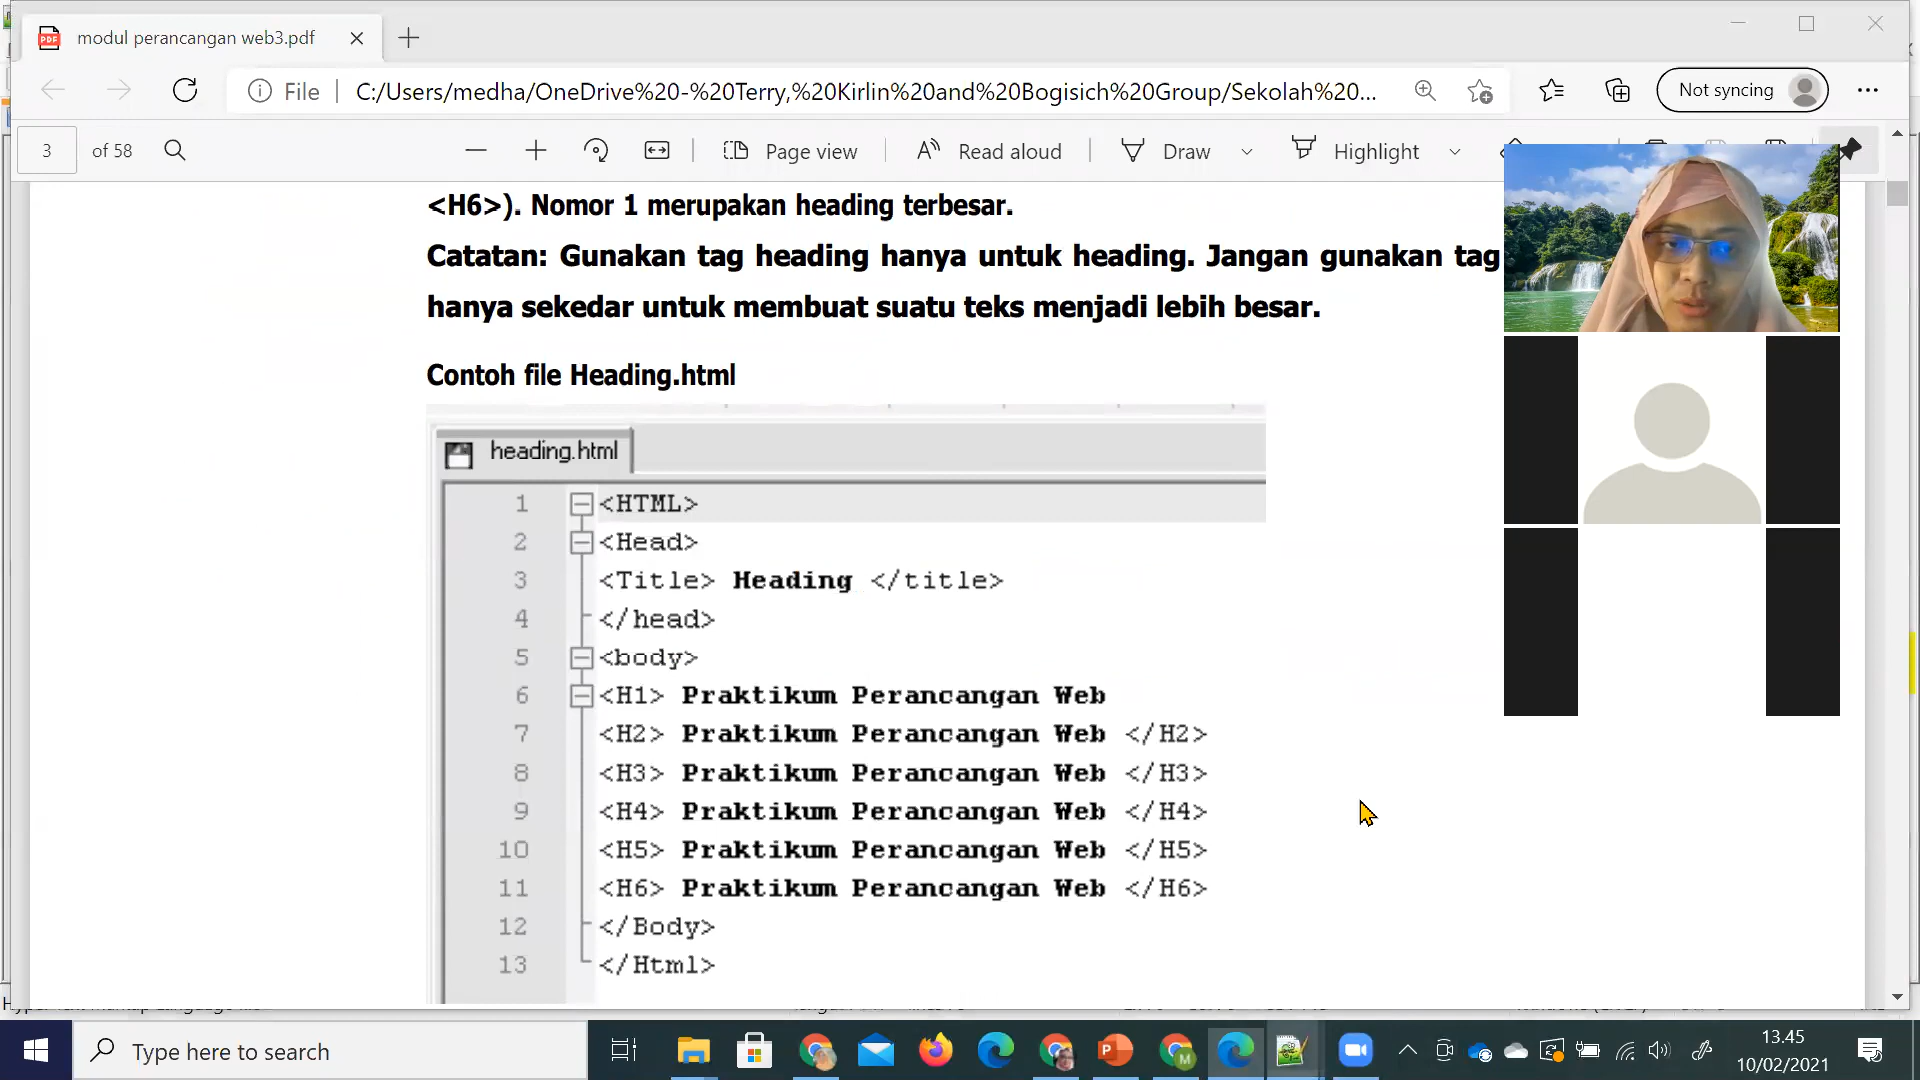 modul perancangan web3.pdf
File
C:/Users/medha/OneDrive%20-%20Terry,%20Kirlin%20and%20Bogisich%20Group/Sekolah%20...
Not syncing
3 of 58
Page view
Read aloud
Draw
Highlight
<H6>). Nomor 1 merupakan heading terbesar.
Catatan: Gunakan tag heading hanya untuk heading. Jangan gunakan tag
hanya sekedar untuk membuat suatu teks menjadi lebih besar.
Contoh file Heading.html
heading.html
1 <HTML>
2 <Head>
3 <Title> Heading </title>
4 </head>
5 <body>
6 <H1> Praktikum Perancangan Web
7 <H2> Praktikum Perancangan Web </H2>
8 <H3> Praktikum Perancangan Web </H3>
9 <H4> Praktikum Perancangan Web </H4>
10 <H5> Praktikum Perancangan Web </H5>
11 <H6> Praktikum Perancangan Web </H6>
12 </Body>
13 </Html>
Type here to search
13.45
10/02/2021